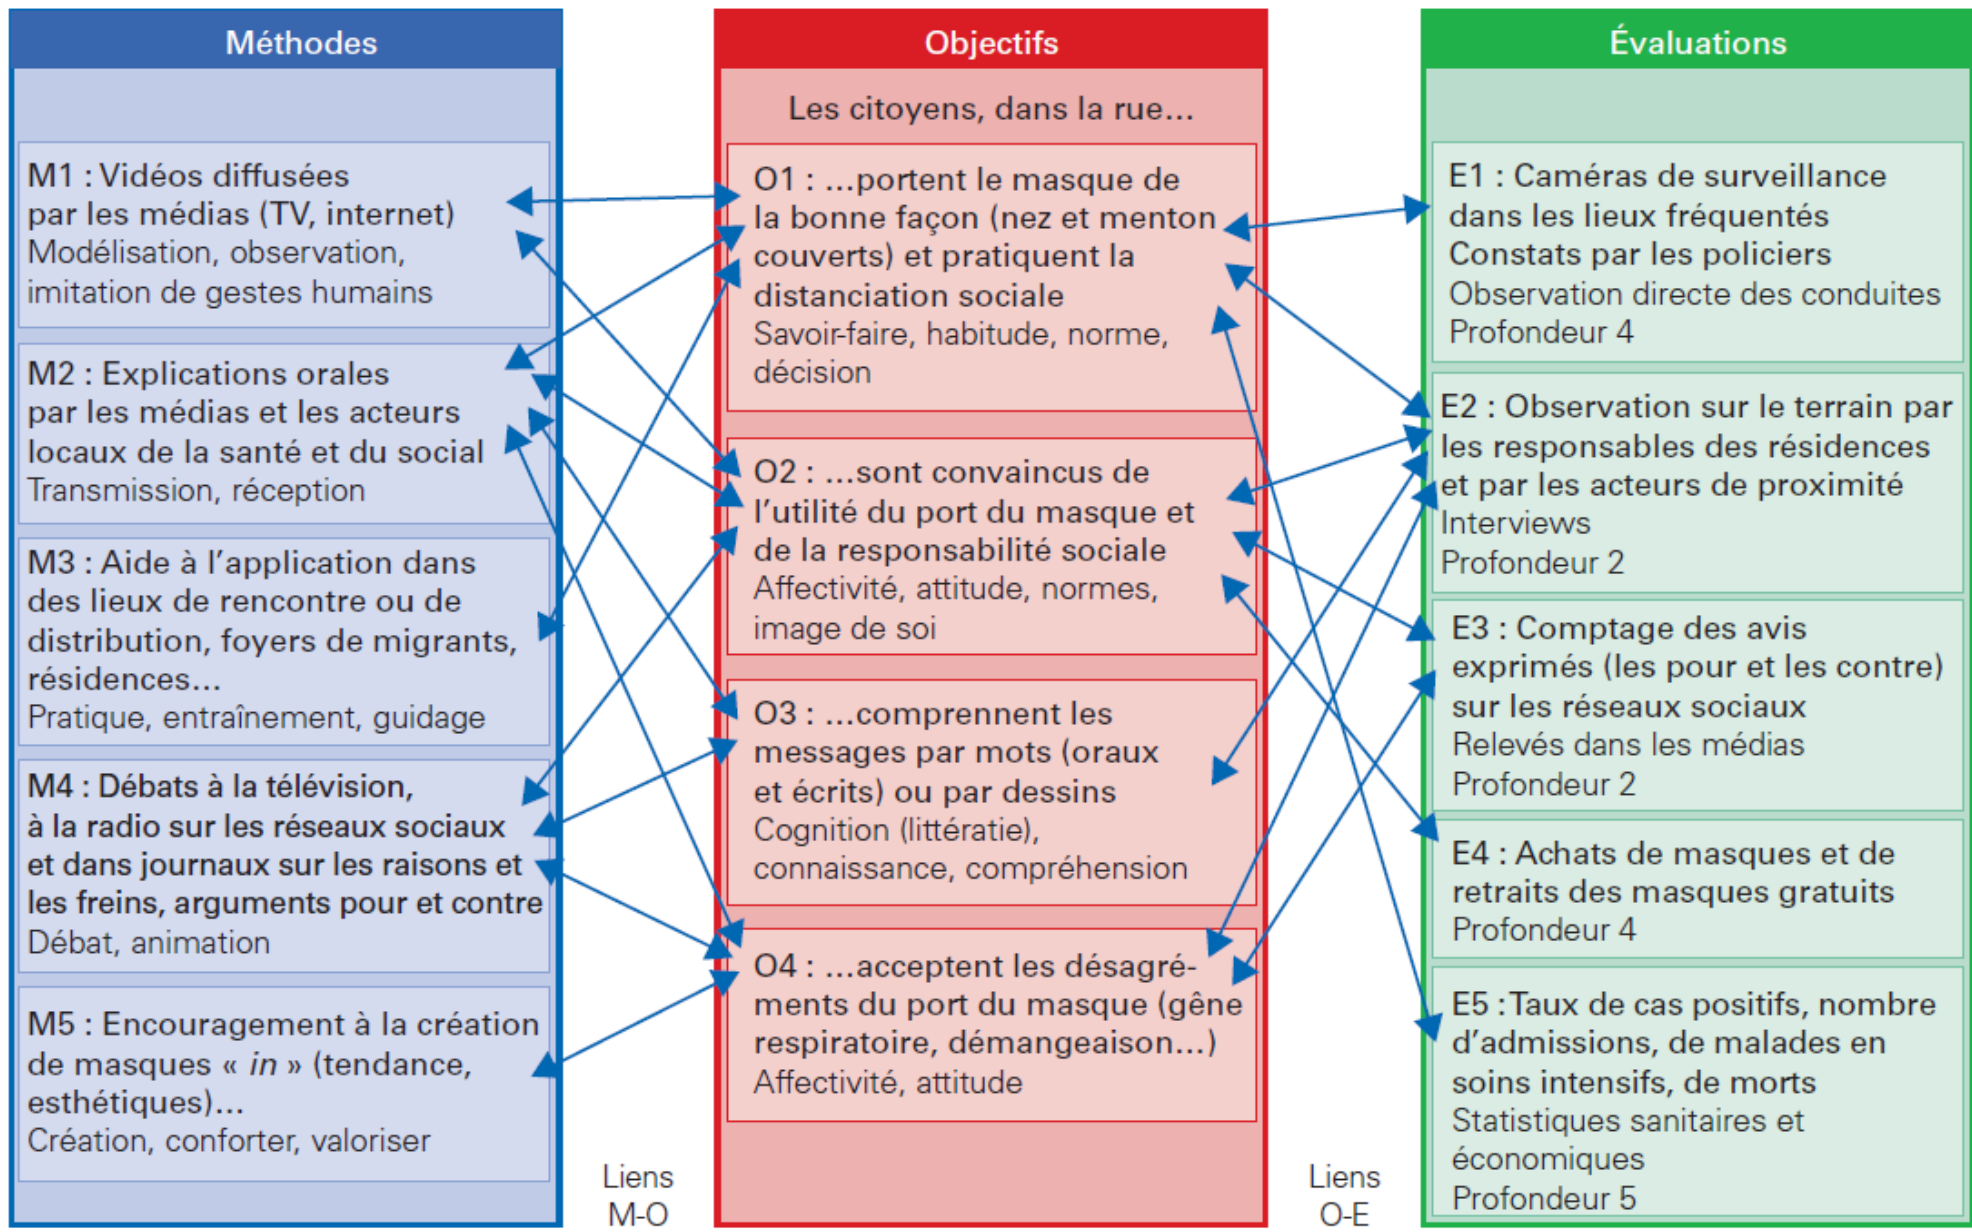 Méthodes
M1 : Vidéos diffusées
par les médias (TV, internet)
Modélisation, observation,
imitation de gestes humains
M2 : Explications orales
par les médias et les acteurs
locaux de la santé et du social
Transmission, réception
M3 : Aide à l’application dans
des lieux de rencontre ou de
distribution, foyers de migrants,
résidences...
Pratique, entraînement, guidage
M4 : Débats à la télévision,
à la radio sur les réseaux sociaux
et dans journaux sur les raisons et
les freins, arguments pour et contre
Débat, animation
M5 : Encouragement à la création
de masques « in » (tendance,
esthétiques)...
Création, conforter, valoriser
Liens
M-O
Objectifs
Les citoyens, dans la rue...
O1 : ...portent le masque de
la bonne façon (nez et menton
couverts) et pratiquent la
distanciation sociale
Savoir-faire, habitude, norme,
décision
O2 : ...sont convaincus de
l’utilité du port du masque et
de la responsabilité sociale
Affectivité, attitude, normes,
image de soi
O3 : ...comprennent les
messages par mots (oraux
et écrits) ou par dessins
Cognition (littératie),
connaissance, compréhension
O4 : ...acceptent les désagré-
ments du port du masque (gêne
respiratoire, démangeaison...)
Affectivité, attitude
Liens
O-E
Évaluations
E1 : Caméras de surveillance
dans les lieux fréquentés
Constats par les policiers
Observation directe des conduites
Profondeur 4
E2 : Observation sur le terrain par
les responsables des résidences
et par les acteurs de proximité
Interviews
Profondeur 2
E3 : Comptage des avis
exprimés (les pour et les contre)
sur les réseaux sociaux
Relevés dans les médias
Profondeur 2
E4 : Achats de masques et de
retraits des masques gratuits
Profondeur 4
E5 : Taux de cas positifs, nombre
d’admissions, de malades en
soins intensifs, de morts
Statistiques sanitaires et
économiques
Profondeur 5